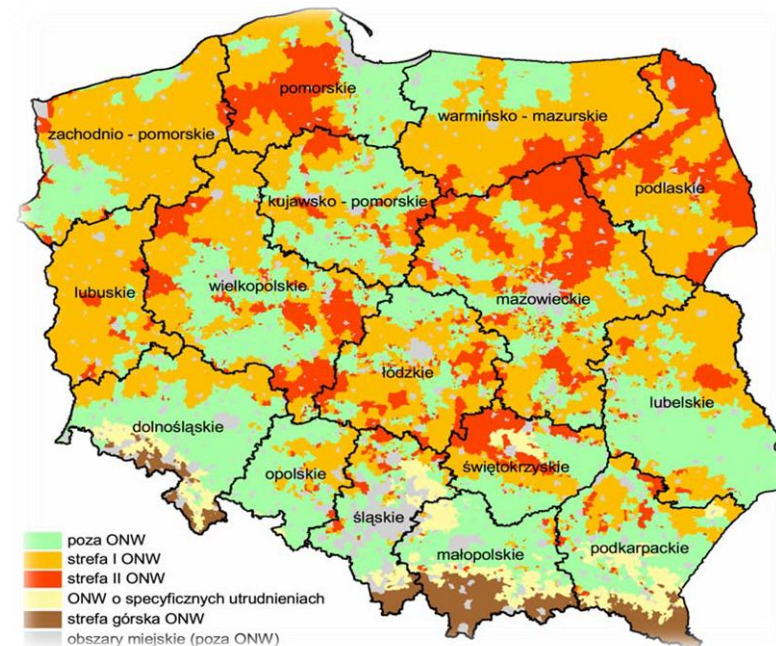 pomorskie
warmińsko - mazurskie
zachodnio - pomorskie
podlaskie
kujawsko - pomorskie
lubuskie
wielkopolskie
mazowieckie
łódzkie
lubelskie
dolnośląskie
opolskie
świętokrzyskie
śląskie
małopolskie
podkarpackie
poza ONW
strefa I ONW
strefa II ONW
ONW o specyficznych utrudnieniach
strefa górska ONW
obszary miejskie (poza ONW)